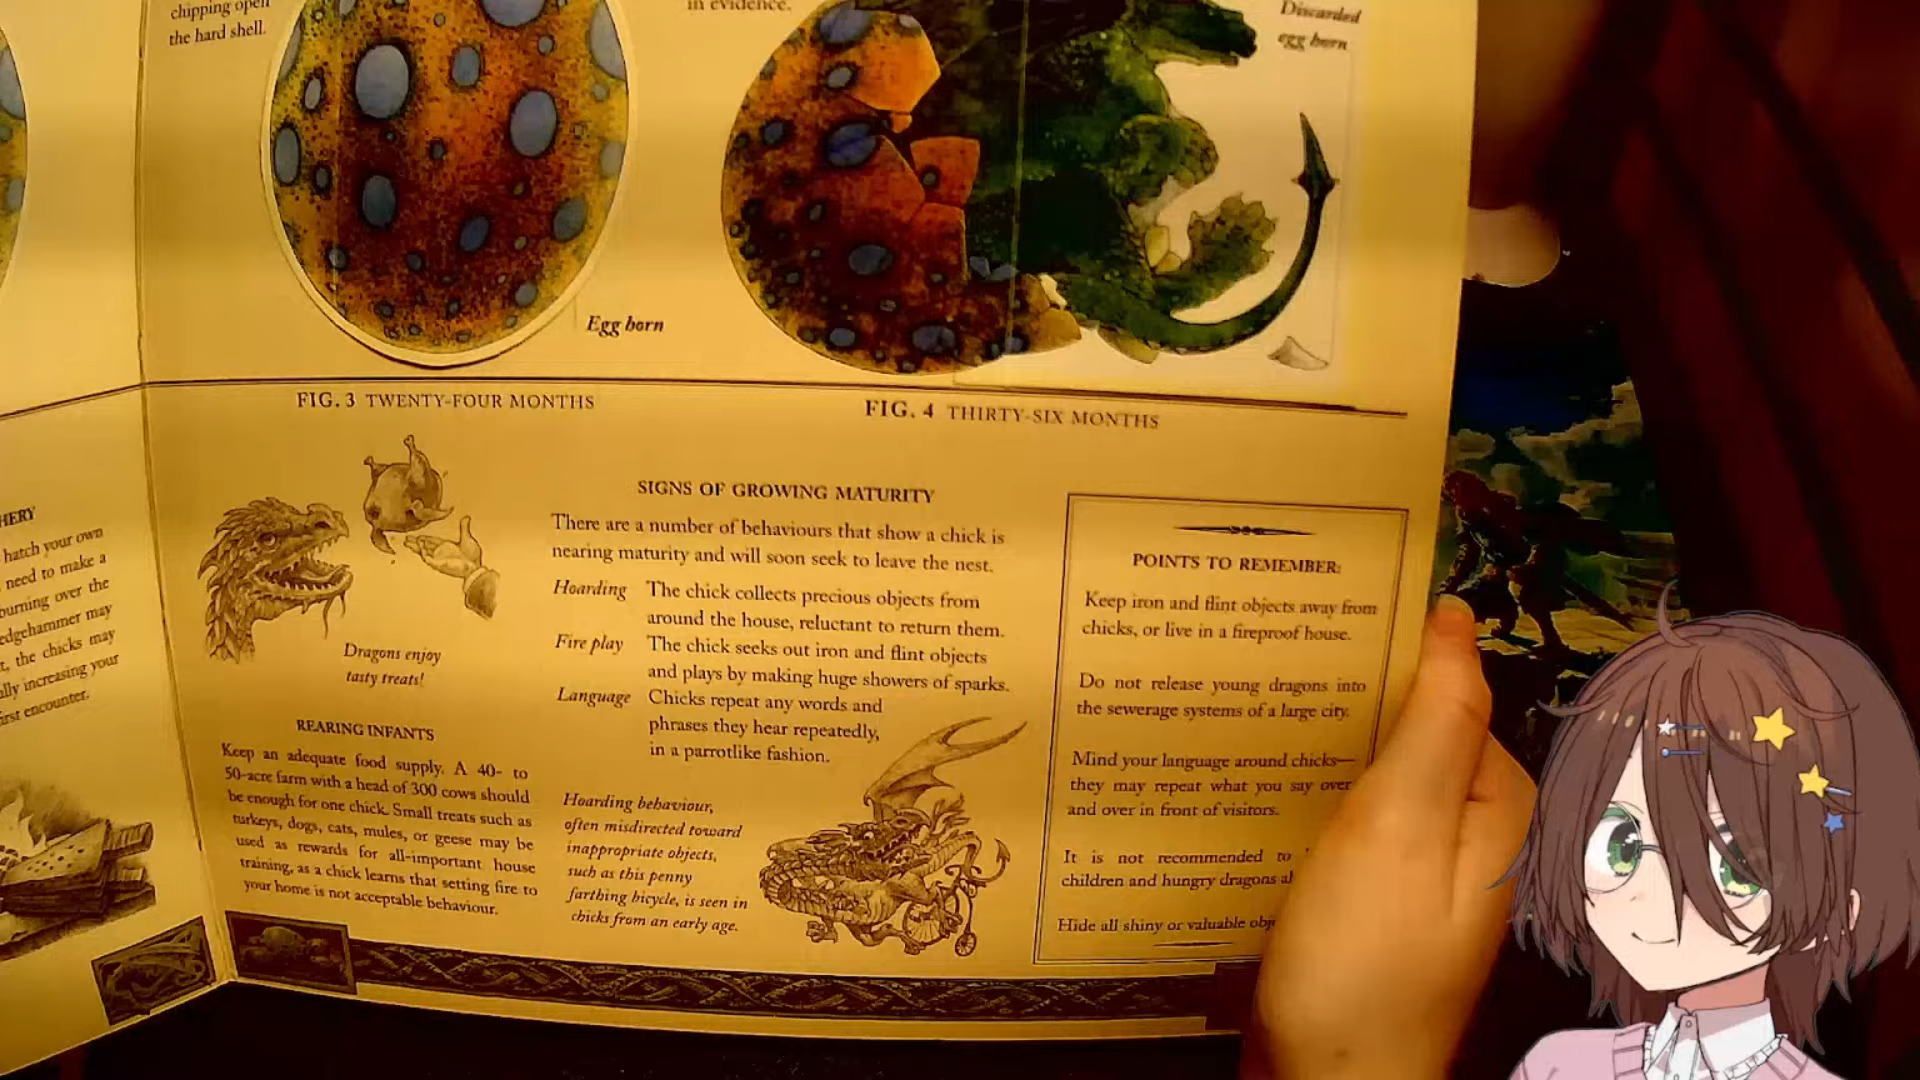 chipping open
the hard shell.
in evidence.
Discarded
egg horn
Egg horn
FIG. 3 TWENTY-FOUR MONTHS
FIG. 4 THIRTY-SIX MONTHS
HERY
hatch your own
need to make a
burning over the
edgehammer may
t, the chicks may
lly increasing your
first encounter.
Dragons enjoy
tasty treats!
REARING INFANTS
Keep an adequate food supply. A 40- to
50-acre farm with a head of 300 cows should
be enough for one chick. Small treats such as
turkeys, dogs, cats, mules, or geese may be
used as rewards for all-important house
training, as a chick learns that setting fire to
your home is not acceptable behaviour.
SIGNS OF GROWING MATURITY
There are a number of behaviours that show a chick is
nearing maturity and will soon seek to leave the nest.
Hoarding The chick collects precious objects from
around the house, reluctant to return them.
Fire play The chick seeks out iron and flint objects
and plays by making huge showers of sparks.
Language Chicks repeat any words and
phrases they hear repeatedly,
in a parrotlike fashion.
Hoarding behaviour,
often misdirected toward
inappropriate objects,
such as this penny
farthing bicycle, is seen in
chicks from an early age.
POINTS TO REMEMBER:
Keep iron and flint objects away from
chicks, or live in a fireproof house.
Do not release young dragons into
the sewerage systems of a large city.
Mind your language around chicks—
they may repeat what you say over
and over in front of visitors.
It is not recommended to
children and hungry dragons al
Hide all shiny or valuable obj